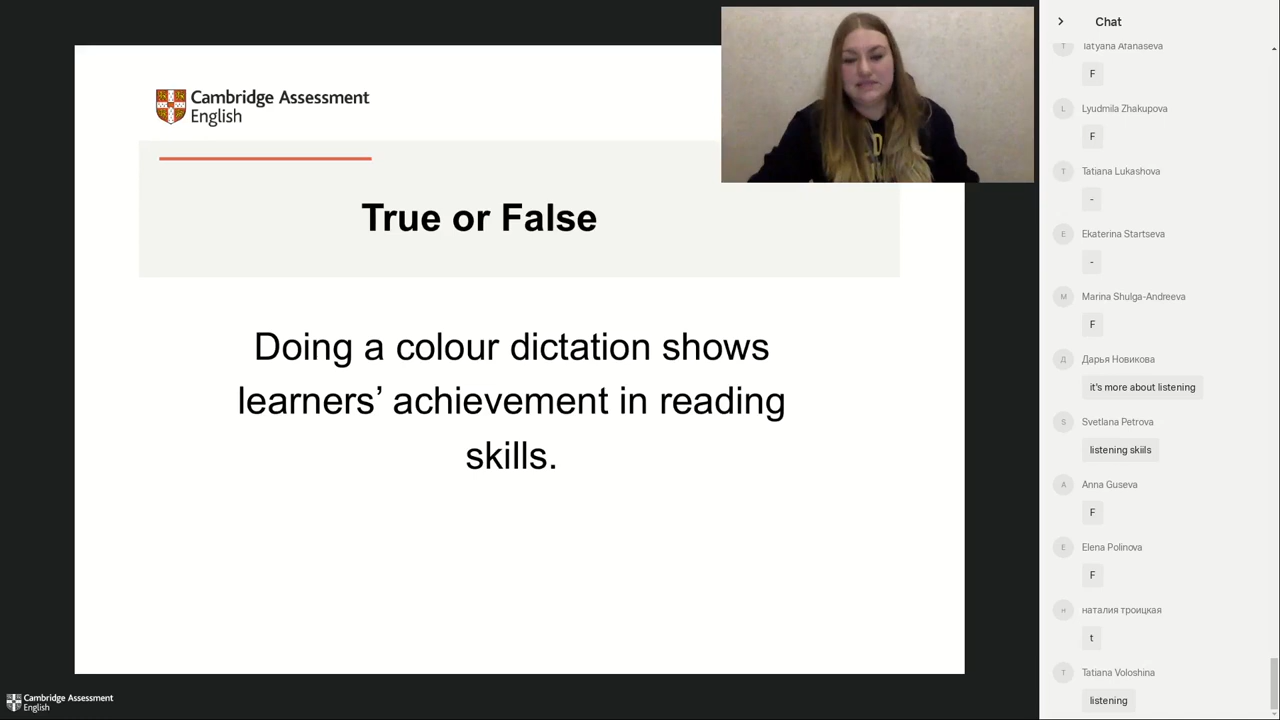 Cambridge Assessment
English
True or False
Doing a colour dictation shows
learners’ achievement in reading
skills.
Cambridge Assessment
English
Chat
T
Tatyana Afanaseva
F
L
Lyudmila Zhakupova
F
T
Tatiana Lukashova
-
E
Ekaterina Startseva
-
M
Marina Shulga-Andreeva
F
Д
Дарья Новикова
it's more about listening
S
Svetlana Petrova
listening skiils
A
Anna Guseva
F
E
Elena Polinova
F
н
наталия троицкая
t
T
Tatiana Voloshina
listening